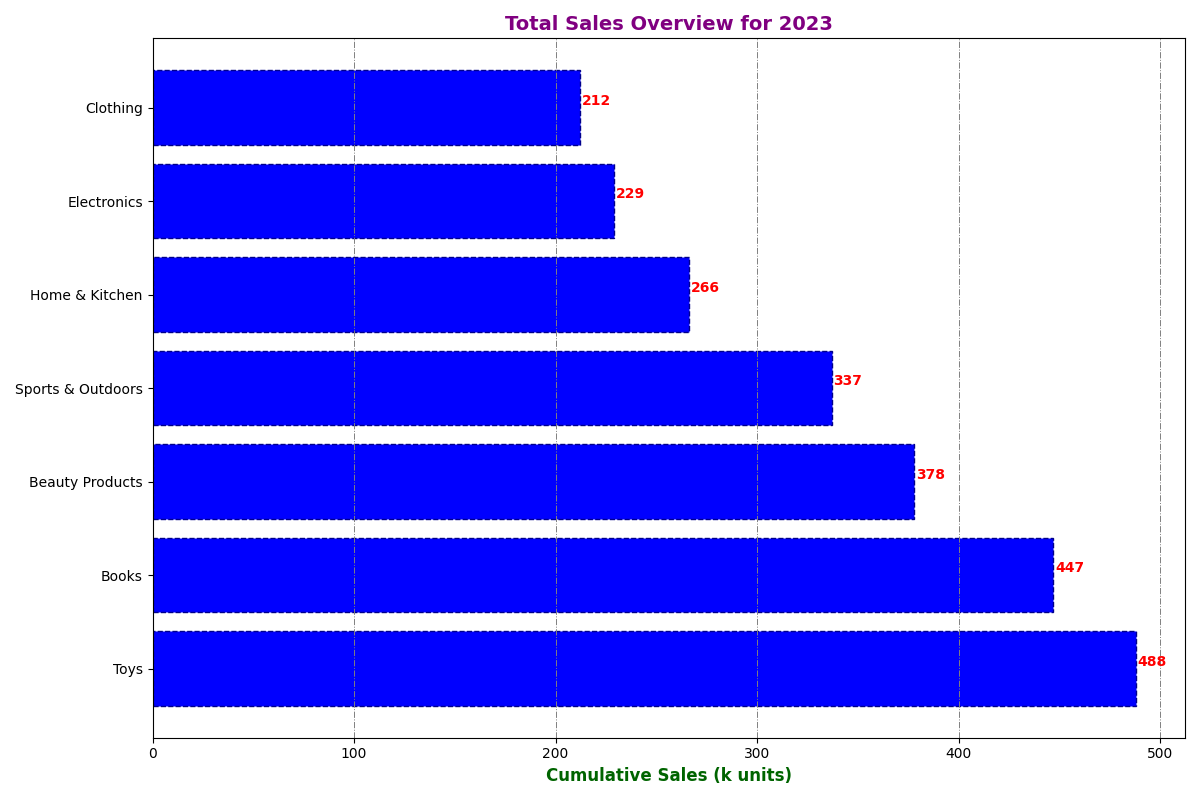 Total Sales Overview for 2023
Clothing
212
Electronics
229
Home & Kitchen
266
Sports & Outdoors
337
Beauty Products
378
Books
447
Toys
488
0
100
200
300
400
500
Cumulative Sales (k units)